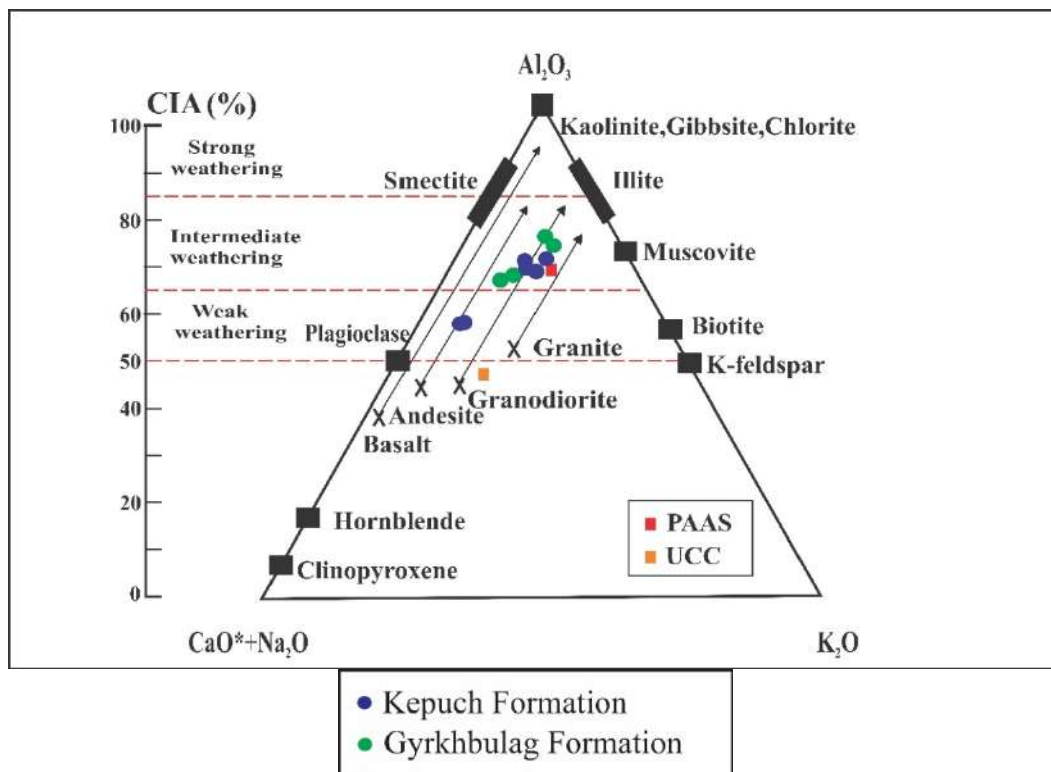 Al₂O₃
CIA (%)
100
Kaolinite,Gibbsite,Chlorite
Strong
weathering
Smectite
Illite
80
Intermediate
weathering
Muscovite
60
Weak
weathering
Plagioclase
Biotite
Granite
50
K-feldspar
40
Andesite
Granodiorite
Basalt
20
Hornblende
PAAS
UCC
Clinopyroxene
0
CaO*+Na₂O
K₂O
Kepuch Formation
Gyrkhbulag Formation